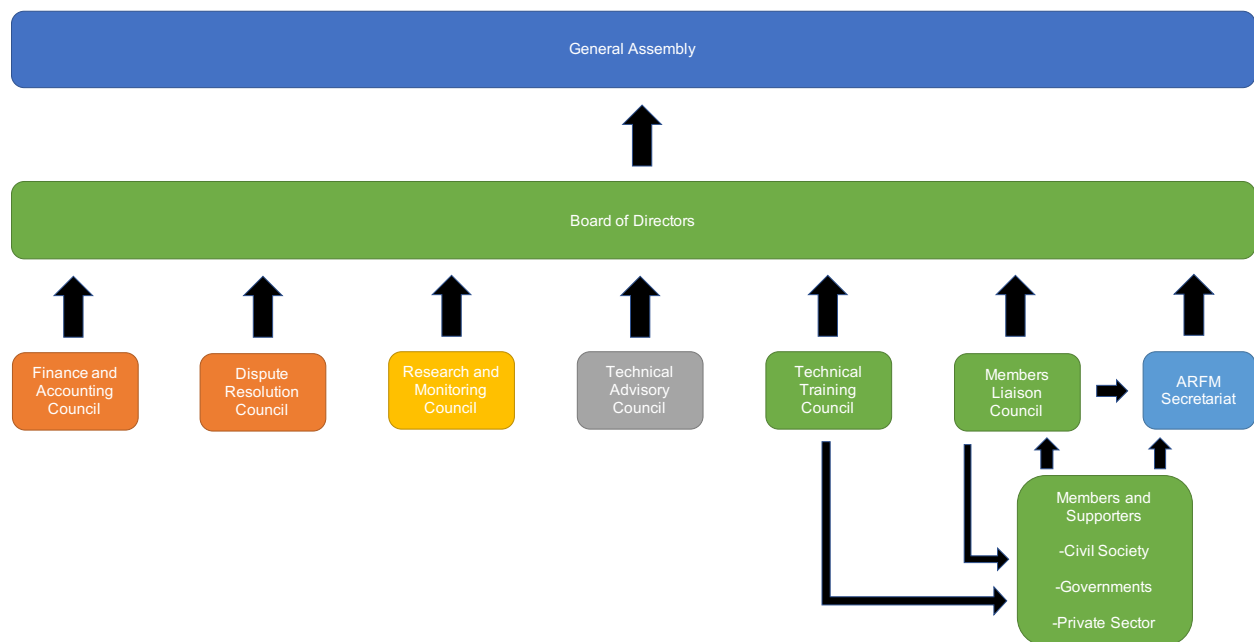 General Assembly
Board of Directors
Finance and
Accounting
Council
Dispute
Resolution
Council
Research and
Monitoring
Council
Technical
Advisory
Council
Technical
Training
Council
Members
Liaison
Council
ARFM
Secretariat
Members and
Supporters
-Civil Society
-Governments
-Private Sector